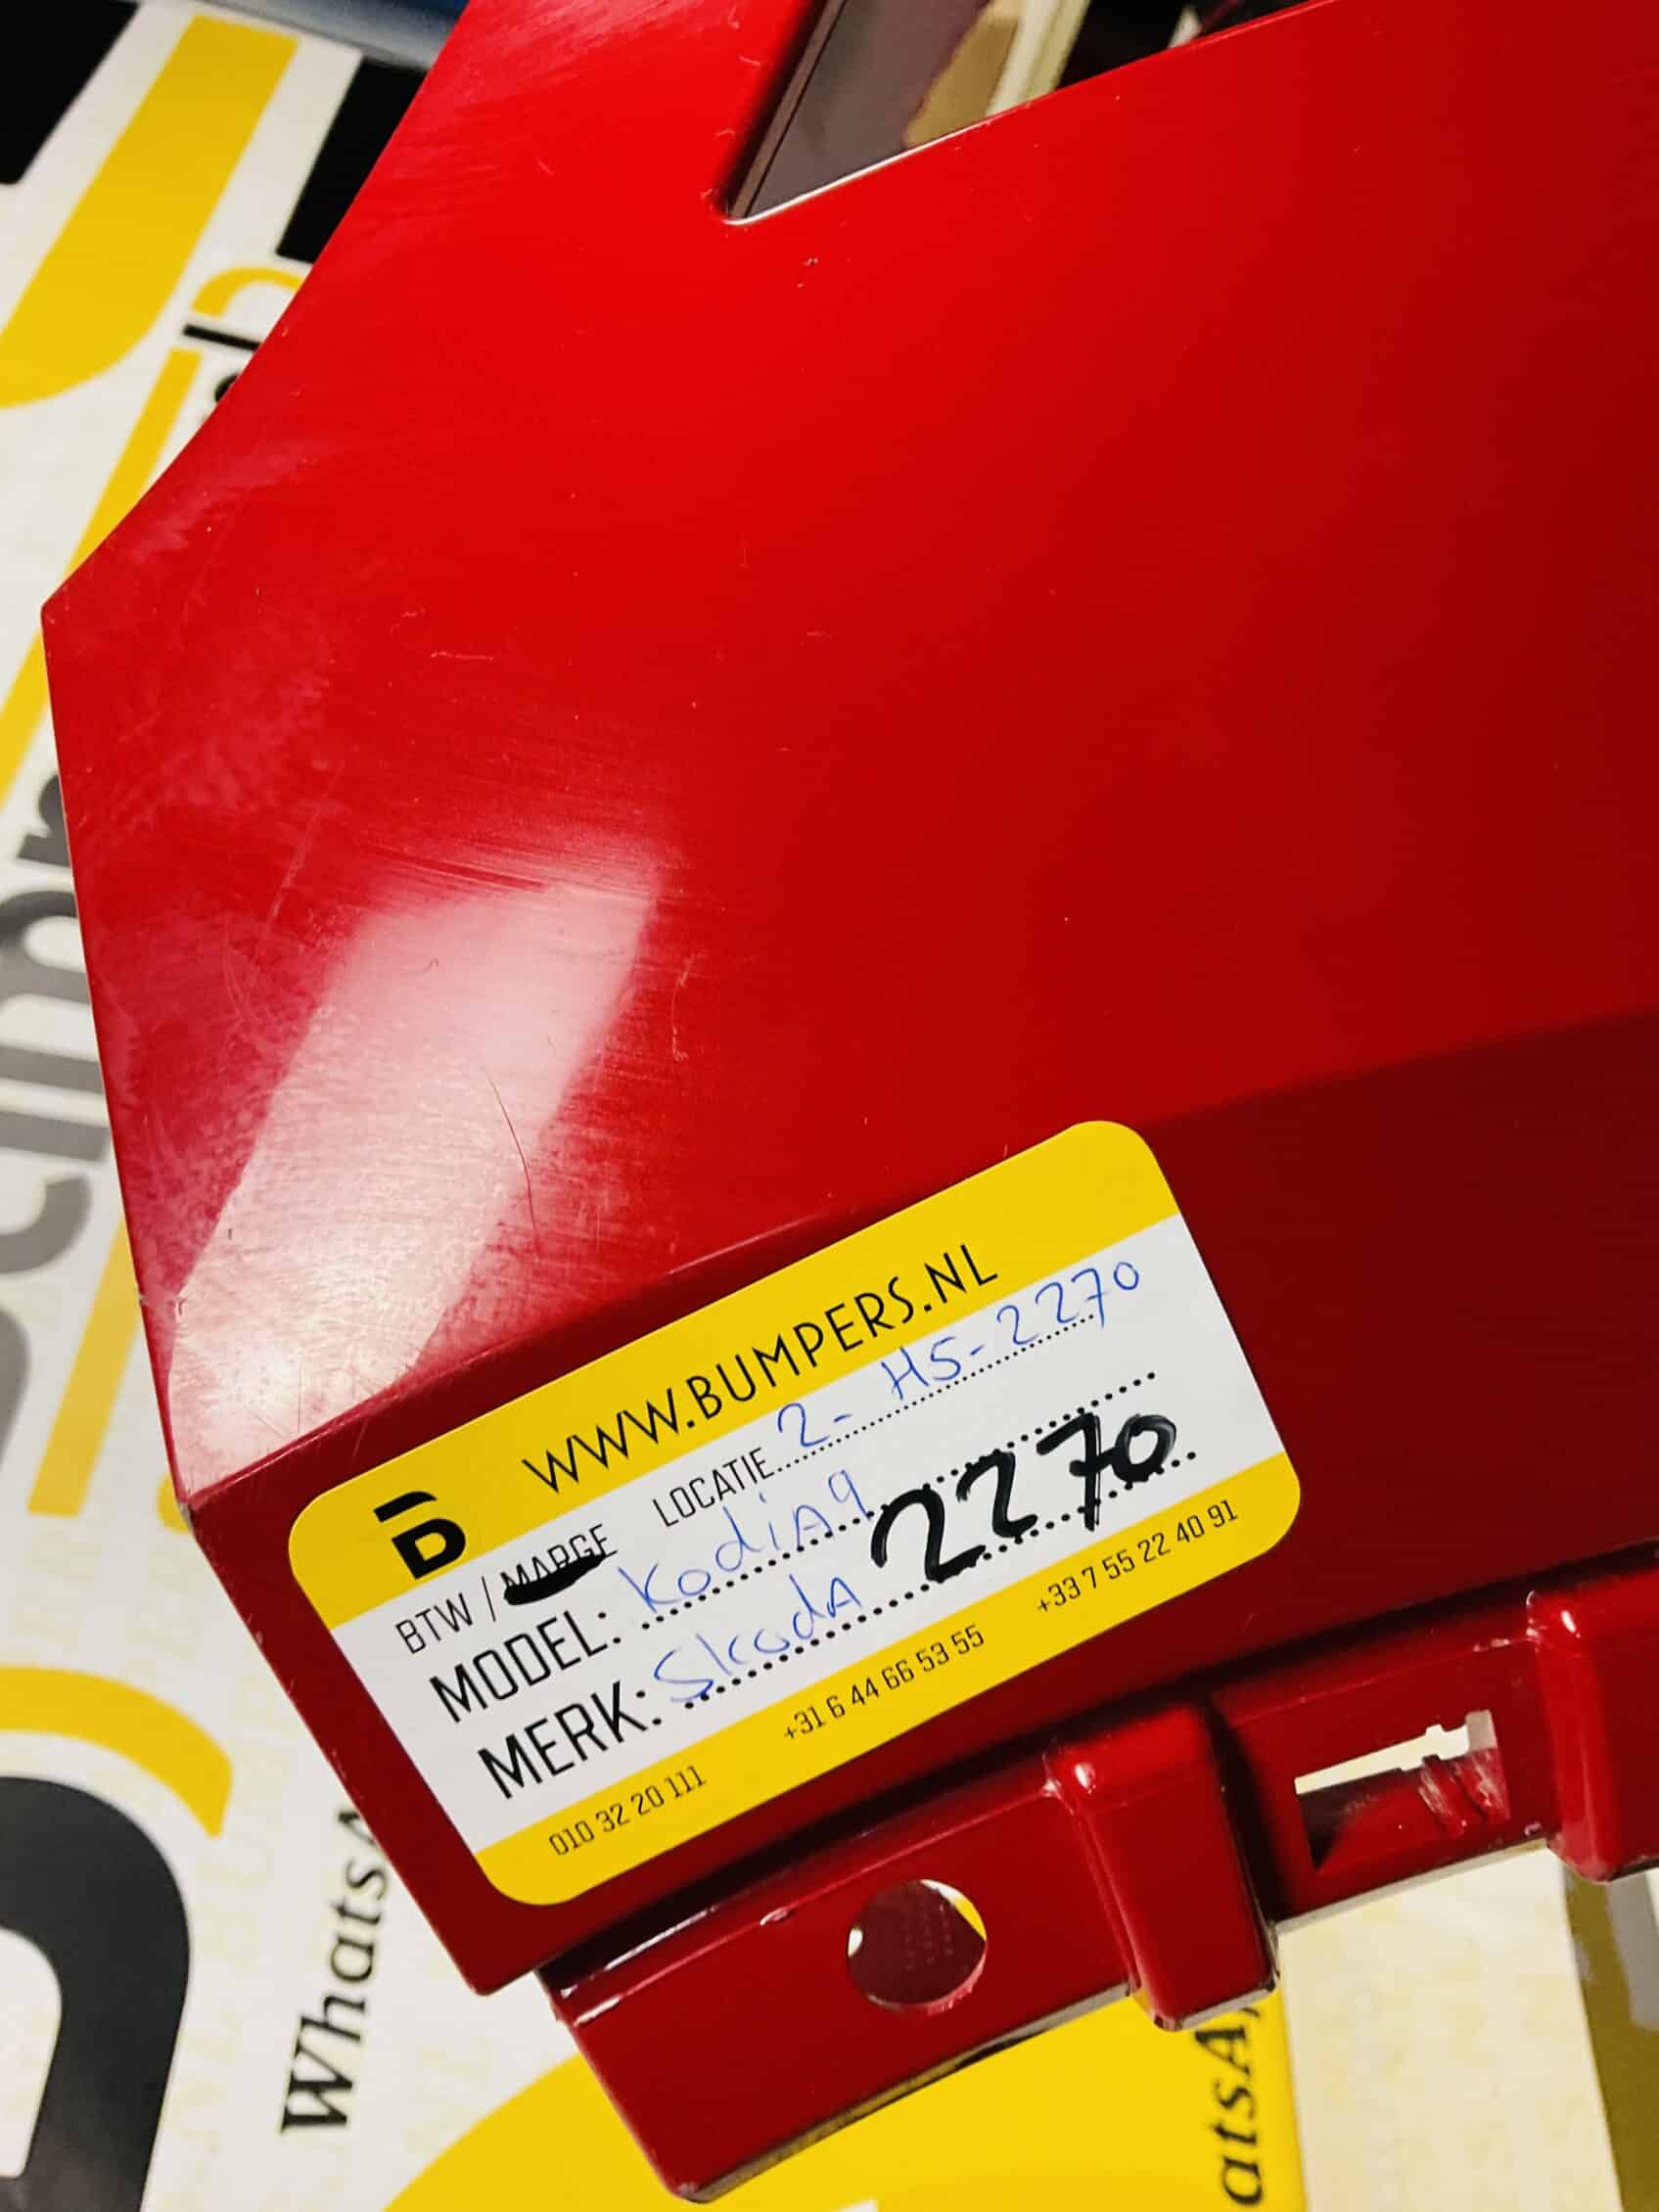 WWW.BUMPERS.NL
BTW / MARGE LOCATIE 2-HS-2270
MODEL: KodiAq 2270
MERK: SkodA
010 32 20 111 +31 6 44 66 53 55 +33 7 55 22 40 91
WhatsA
atsA